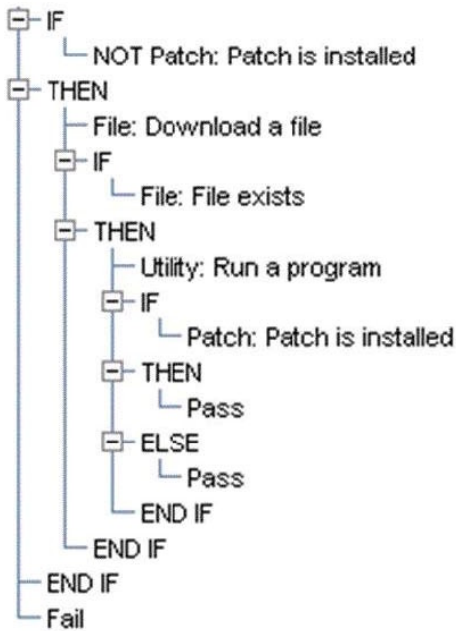 IF
NOT Patch: Patch is installed
THEN
File: Download a file
IF
File: File exists
THEN
Utility: Run a program
IF
Patch: Patch is installed
THEN
Pass
ELSE
Pass
END IF
END IF
END IF
Fail